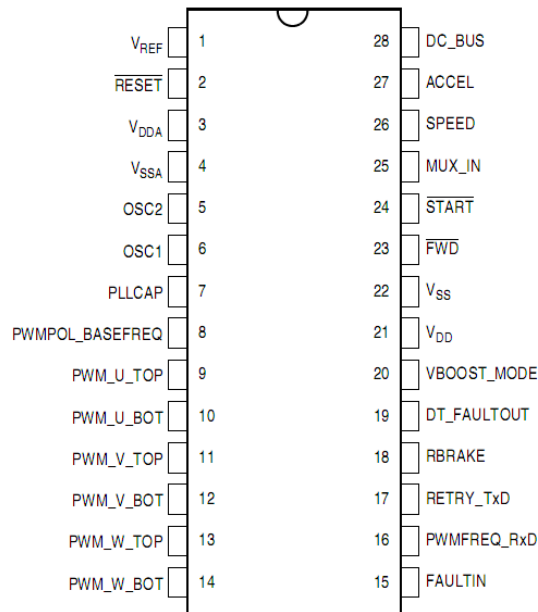 VREF 1 28 DC_BUS
RESET 2 27 ACCEL
VDDA 3 26 SPEED
VSSA 4 25 MUX_IN
OSC2 5 24 START
OSC1 6 23 FWD
PLLCAP 7 22 VSS
PWMPOL_BASEFREQ 8 21 VDD
PWM_U_TOP 9 20 VBOOST_MODE
PWM_U_BOT 10 19 DT_FAULTOUT
PWM_V_TOP 11 18 RBRAKE
PWM_V_BOT 12 17 RETRY_TxD
PWM_W_TOP 13 16 PWMFREQ_RxD
PWM_W_BOT 14 15 FAULTIN